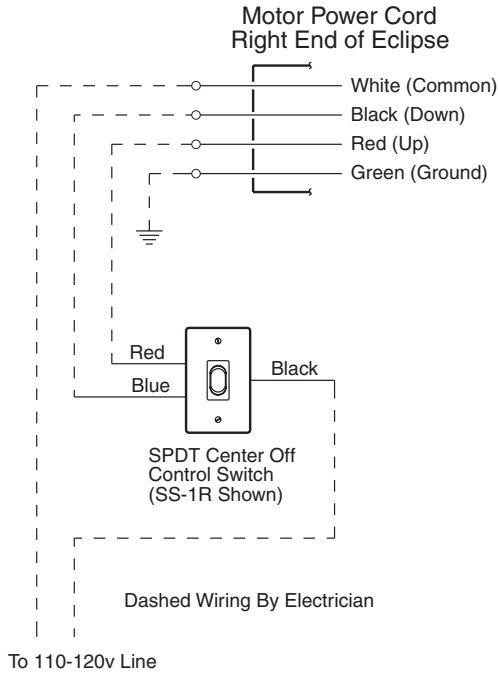 Motor Power Cord
Right End of Eclipse
White (Common)
Black (Down)
Red (Up)
Green (Ground)
Red
Blue
Black
SPDT Center Off
Control Switch
(SS-1R Shown)
Dashed Wiring By Electrician
To 110-120v Line